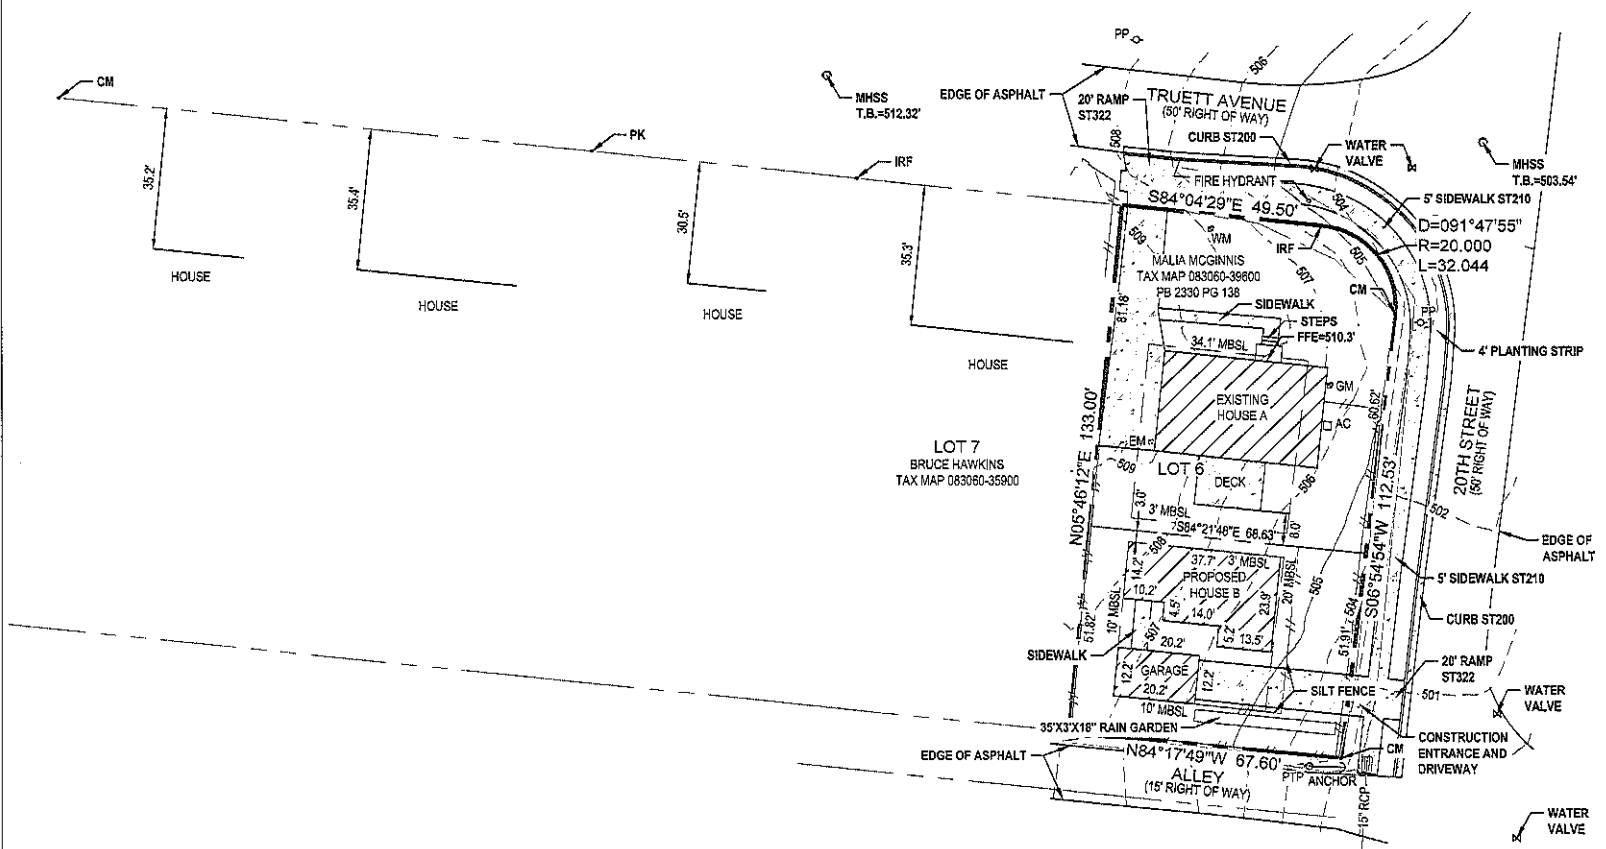 PP
506
CM
MHSS
T.B.=512.32'
EDGE OF ASPHALT
20' RAMP
ST322
TRUETT AVENUE
(50' RIGHT OF WAY)
508
CURB ST200
WATER
VALVE
PK
IRF
35.2'
35.4'
30.5'
35.3'
HOUSE
HOUSE
HOUSE
HOUSE
MHSS
T.B.=503.54'
FIRE HYDRANT
504
5' SIDEWALK ST210
S84°04'29"E 49.50'
D=091°47'55"
R=20.000
L=32.044
509
WM
IRF
505
MALIA MCGINNIS
TAX MAP 083060-39600
PB 2330 PG 138
507
CM
81.18'
SIDEWALK
STEPS
FFE=510.3'
PP
34.1' MBSL
4' PLANTING STRIP
GM
EXISTING
HOUSE A
60.62'
AC
20TH STREET
(50' RIGHT OF WAY)
N05°46'12"E 133.00'
LOT 7
BRUCE HAWKINS
TAX MAP 083060-35900
EM
509
LOT 6
DECK
506
S06°54'54"W 112.53'
502
3.0'
3' MBSL
S84°21'48"E 68.63'
8.0'
EDGE OF
ASPHALT
508
14.2'
37.7'
3' MBSL
PROPOSED
HOUSE B
20' MBSL
505
5' SIDEWALK ST210
10.2'
10' MBSL
4.5'
14.0'
23.9'
504
CURB ST200
51.82'
507
20.2'
5.2'
13.5'
51.91'
SIDEWALK
20' RAMP
ST322
12.2'
GARAGE
20.2'
12.2'
SILT FENCE
501
WATER
VALVE
10' MBSL
35'X3'X18" RAIN GARDEN
CONSTRUCTION
ENTRANCE AND
DRIVEWAY
CM
EDGE OF ASPHALT
N84°17'49"W 67.60'
ALLEY
(15' RIGHT OF WAY)
PTP
ANCHOR
15" RCP
WATER
VALVE